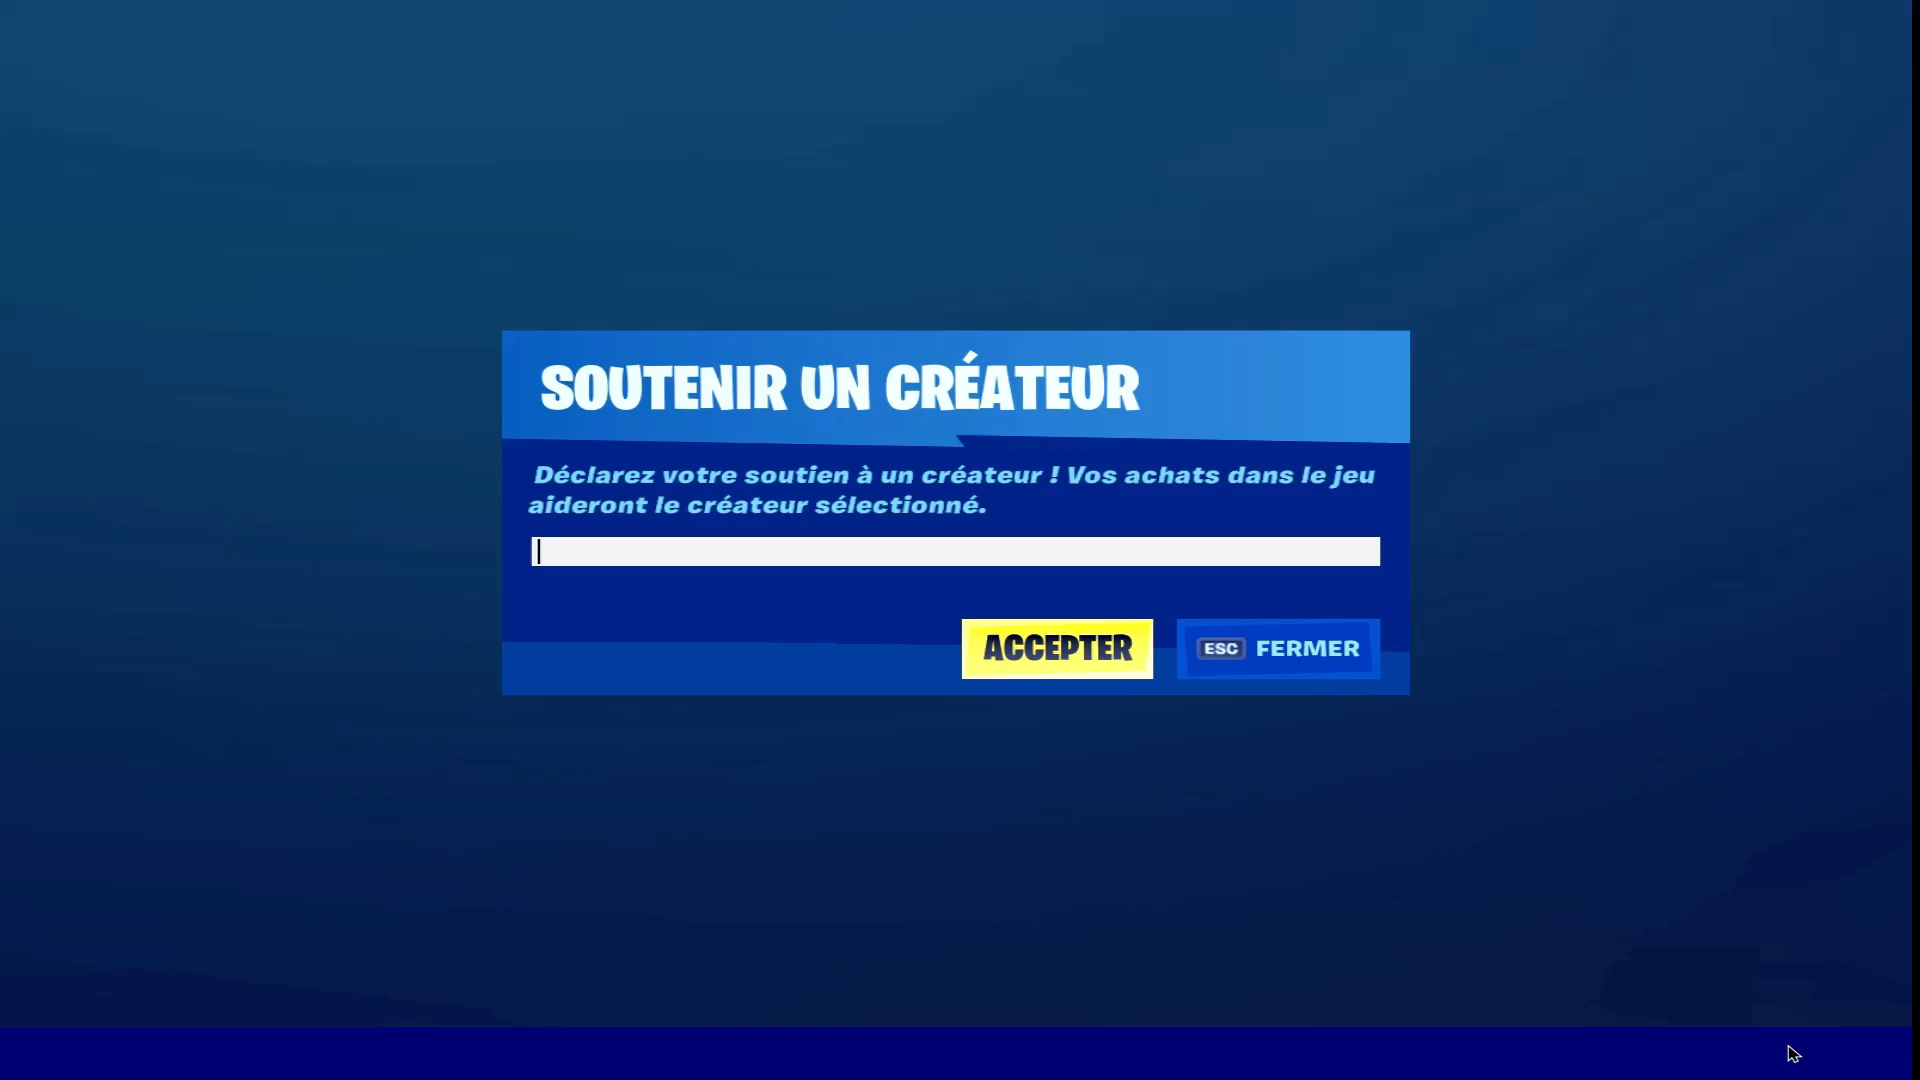 SOUTENIR UN CRÉATEUR
Déclarez votre soutien à un créateur ! Vos achats dans le jeu
aideront le créateur sélectionné.
ACCEPTER
ESC FERMER